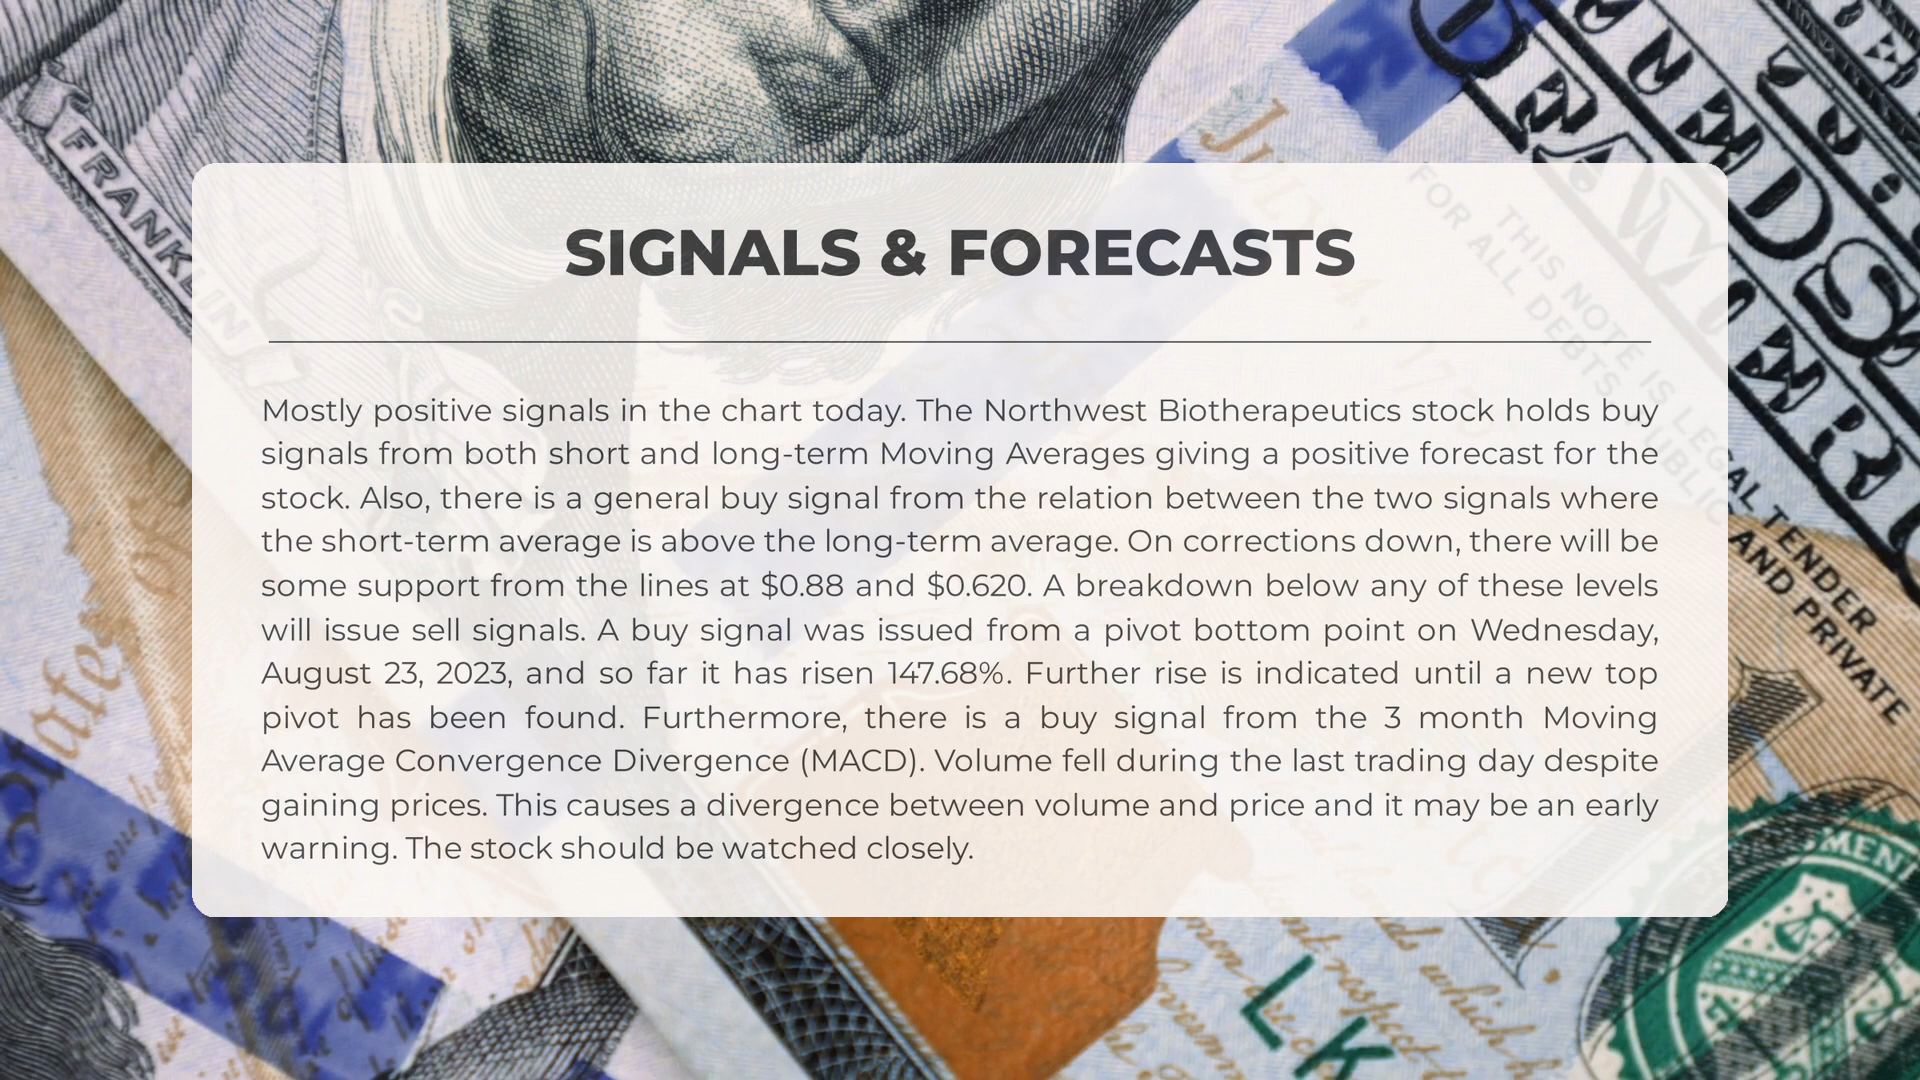 FRANKLIN
JULY 4, 1776
THIS NOTE IS LEGAL TENDER
FOR ALL DEBTS, PUBLIC AND PRIVATE
SIGNALS & FORECASTS
Mostly positive signals in the chart today. The Northwest Biotherapeutics stock holds buy
signals from both short and long-term Moving Averages giving a positive forecast for the
stock. Also, there is a general buy signal from the relation between the two signals where
the short-term average is above the long-term average. On corrections down, there will be
some support from the lines at $0.88 and $0.620. A breakdown below any of these levels
will issue sell signals. A buy signal was issued from a pivot bottom point on Wednesday,
August 23, 2023, and so far it has risen 147.68%. Further rise is indicated until a new top
pivot has been found. Furthermore, there is a buy signal from the 3 month Moving
Average Convergence Divergence (MACD). Volume fell during the last trading day despite
gaining prices. This causes a divergence between volume and price and it may be an early
warning. The stock should be watched closely.
LK